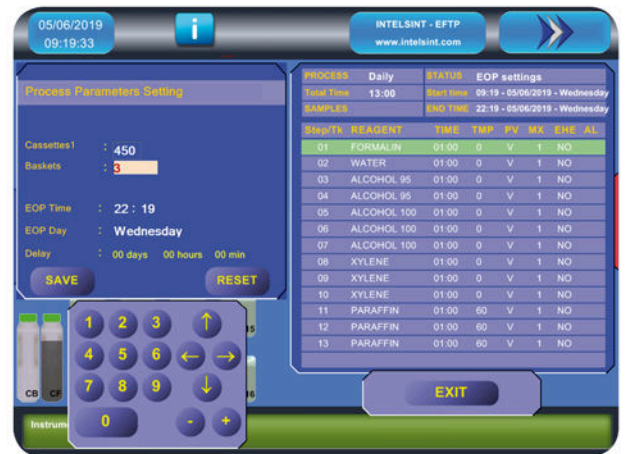 05/06/2019
09:19:33
i
INTELSINT - EFTP
www.intelsint.com
Process Parameters Setting
Cassettes1 : 450
Baskets : 3
EOP Time : 22 : 19
EOP Day : Wednesday
Delay : 00 days 00 hours 00 min
SAVE RESET
PROCESS Daily STATUS EOP settings
Total Time 13:00 Start time 09:19 - 05/06/2019 - Wednesday
SAMPLES END TIME 22:19 - 05/06/2019 - Wednesday
Step/Tk REAGENT TIME TMP PV MX EHE AL
01 FORMALIN 01:00 0 V 1 NO
02 WATER 01:00 0 V 1 NO
03 ALCOHOL 95 01:00 0 V 1 NO
04 ALCOHOL 95 01:00 0 V 1 NO
05 ALCOHOL 100 01:00 0 V 1 NO
06 ALCOHOL 100 01:00 0 V 1 NO
07 ALCOHOL 100 01:00 0 V 1 NO
08 XYLENE 01:00 0 V 1 NO
09 XYLENE 01:00 0 V 1 NO
10 XYLENE 01:00 0 V 1 NO
11 PARAFFIN 01:00 60 V 1 NO
12 PARAFFIN 01:00 60 V 1 NO
13 PARAFFIN 01:00 60 V 1 NO
1 2 3 ↑
4 5 6 ← →
7 8 9 ↓
0 - +
15
16
CB CF
Instrum
EXIT